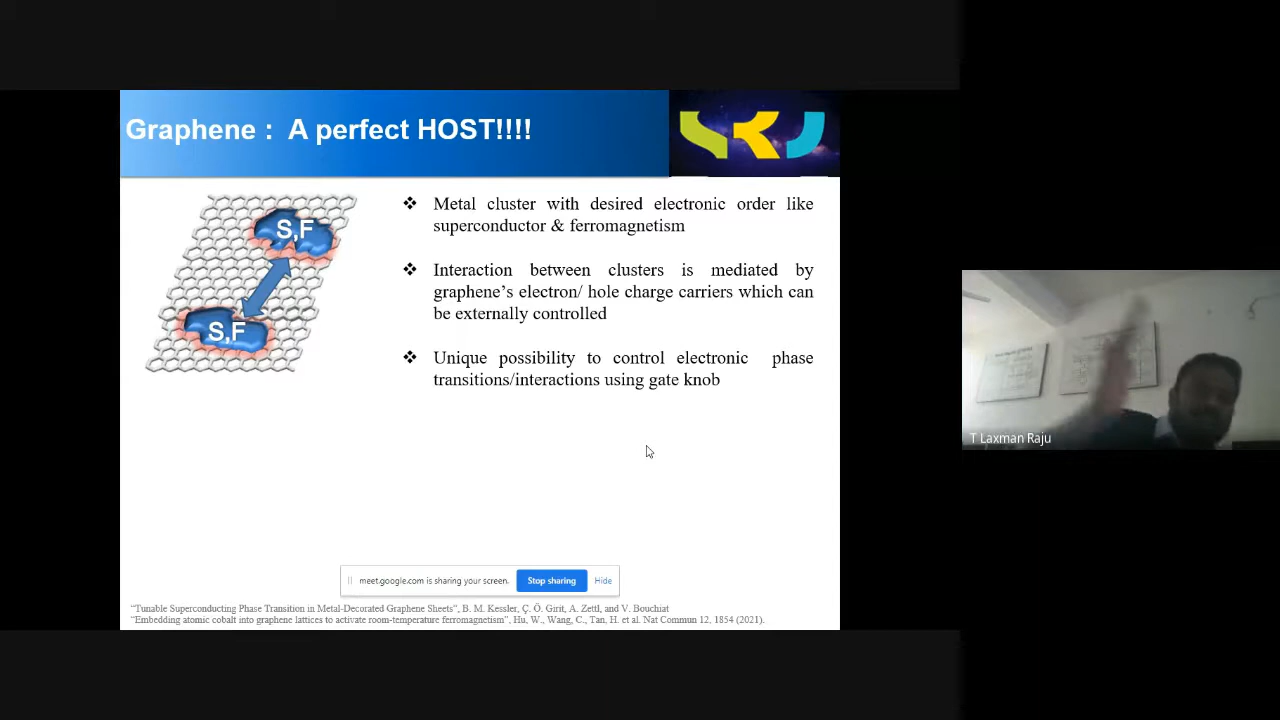 Graphene :  A perfect HOST!!!!
SRJ
S,F
S,F
❖ Metal cluster with desired electronic order like
superconductor & ferromagnetism
❖ Interaction between clusters is mediated by
graphene’s electron/ hole charge carriers which can
be externally controlled
❖ Unique possibility to control electronic  phase
transitions/interactions using gate knob
T Laxman Raju
meet.google.com is sharing your screen. Stop sharing Hide
“Tunable Superconducting Phase Transition in Metal-Decorated Graphene Sheets”, B. M. Kessler, Ç. Ö. Girit, A. Zettl, and V. Bouchiat
“Embedding atomic cobalt into graphene lattices to activate room-temperature ferromagnetism”, Hu, W., Wang, C., Tan, H. et al. Nat Commun 12, 1854 (2021).